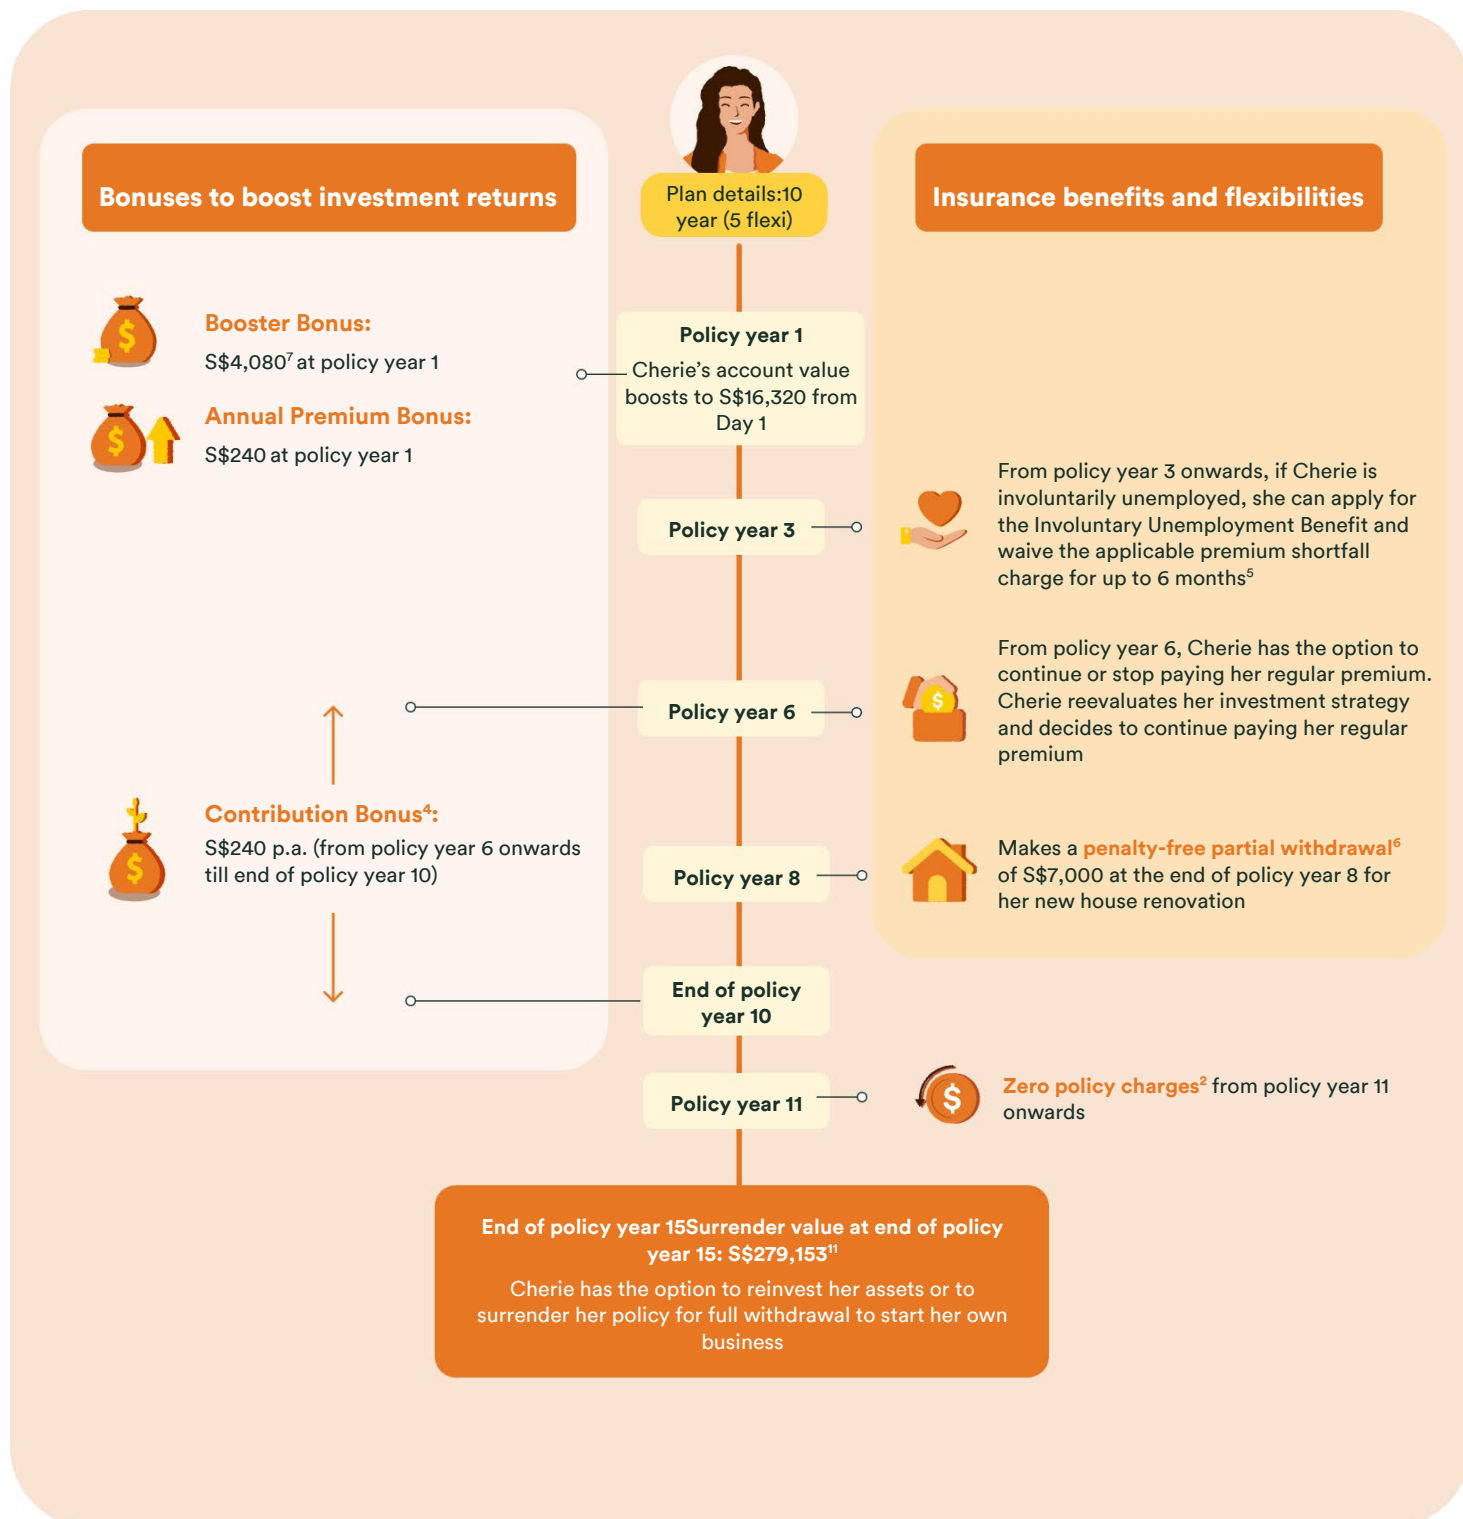 Plan details:10
year (5 flexi)
Bonuses to boost investment returns
Booster Bonus:
S$4,080⁷ at policy year 1
Annual Premium Bonus:
S$240 at policy year 1
Contribution Bonus⁴:
S$240 p.a. (from policy year 6 onwards
till end of policy year 10)
Policy year 1
Cherie’s account value
boosts to S$16,320 from
Day 1
Policy year 3
Policy year 6
Policy year 8
End of policy
year 10
Policy year 11
Insurance benefits and flexibilities
From policy year 3 onwards, if Cherie is
involuntarily unemployed, she can apply for
the Involuntary Unemployment Benefit and
waive the applicable premium shortfall
charge for up to 6 months⁵
From policy year 6, Cherie has the option to
continue or stop paying her regular premium.
Cherie reevaluates her investment strategy
and decides to continue paying her regular
premium
Makes a penalty-free partial withdrawal⁶
of S$7,000 at the end of policy year 8 for
her new house renovation
Zero policy charges² from policy year 11
onwards
End of policy year 15Surrender value at end of policy
year 15: S$279,153¹¹
Cherie has the option to reinvest her assets or to
surrender her policy for full withdrawal to start her own
business